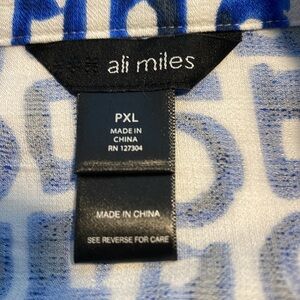 ali miles
PXL
MADE IN
CHINA
RN 127304
MADE IN CHINA
SEE REVERSE FOR CARE